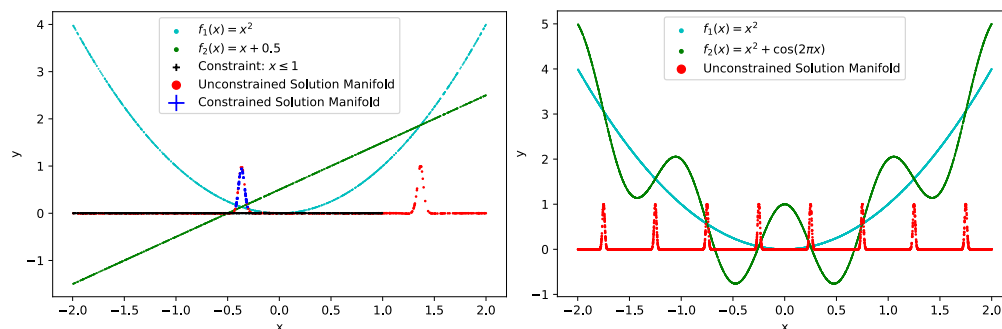 f₁(x) = x²
f₂(x) = x + 0.5
Constraint: x ≤ 1
Unconstrained Solution Manifold
Constrained Solution Manifold
4
3
2
1
0
−1
y
−2.0 −1.5 −1.0 −0.5 0.0 0.5 1.0 1.5 2.0
x
f₁(x) = x²
f₂(x) = x² + cos(2πx)
Unconstrained Solution Manifold
5
4
3
2
1
0
−1
y
−2.0 −1.5 −1.0 −0.5 0.0 0.5 1.0 1.5 2.0
x